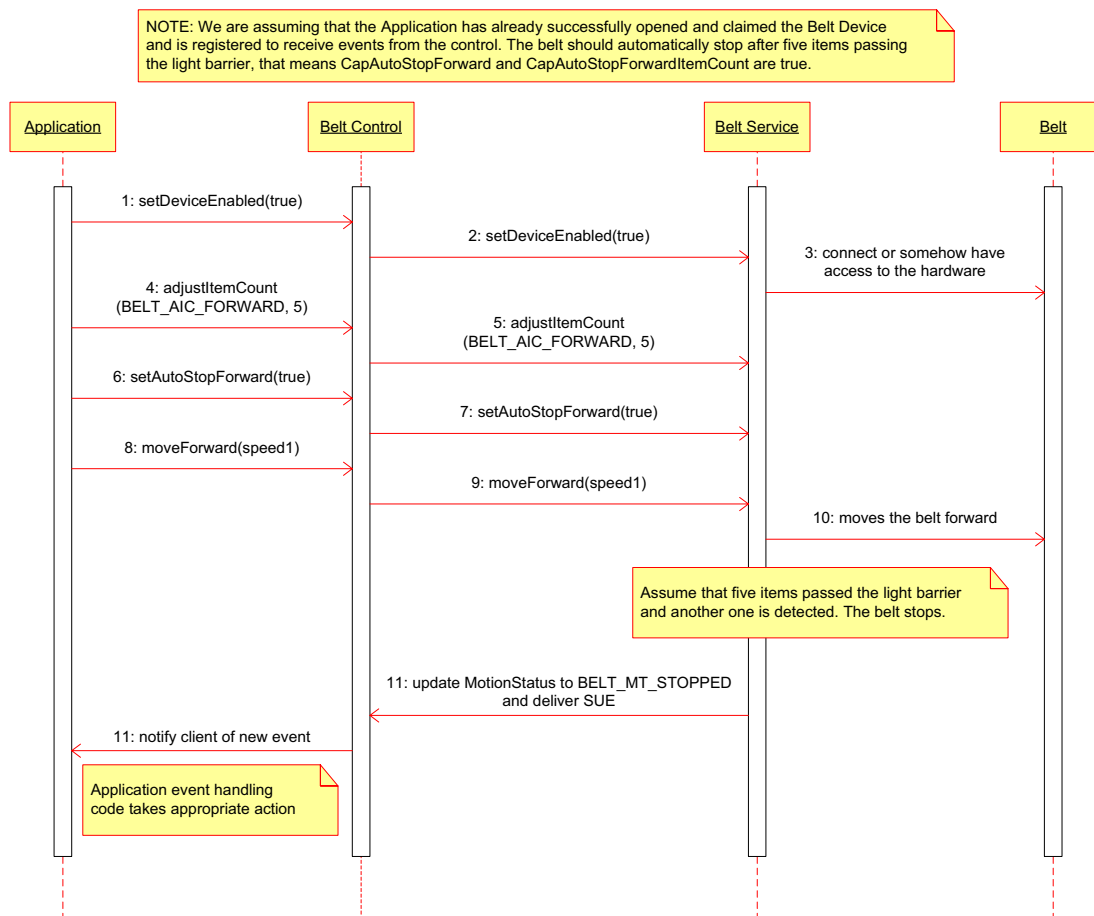 NOTE: We are assuming that the Application has already successfully opened and claimed the Belt Device
and is registered to receive events from the control. The belt should automatically stop after five items passing
the light barrier, that means CapAutoStopForward and CapAutoStopForwardItemCount are true.
Application
Belt Control
Belt Service
Belt
1: setDeviceEnabled(true)
2: setDeviceEnabled(true)
3: connect or somehow have
access to the hardware
4: adjustItemCount
(BELT_AIC_FORWARD, 5)
5: adjustItemCount
(BELT_AIC_FORWARD, 5)
6: setAutoStopForward(true)
7: setAutoStopForward(true)
8: moveForward(speed1)
9: moveForward(speed1)
10: moves the belt forward
Assume that five items passed the light barrier
and another one is detected. The belt stops.
11: update MotionStatus to BELT_MT_STOPPED
and deliver SUE
11: notify client of new event
Application event handling
code takes appropriate action